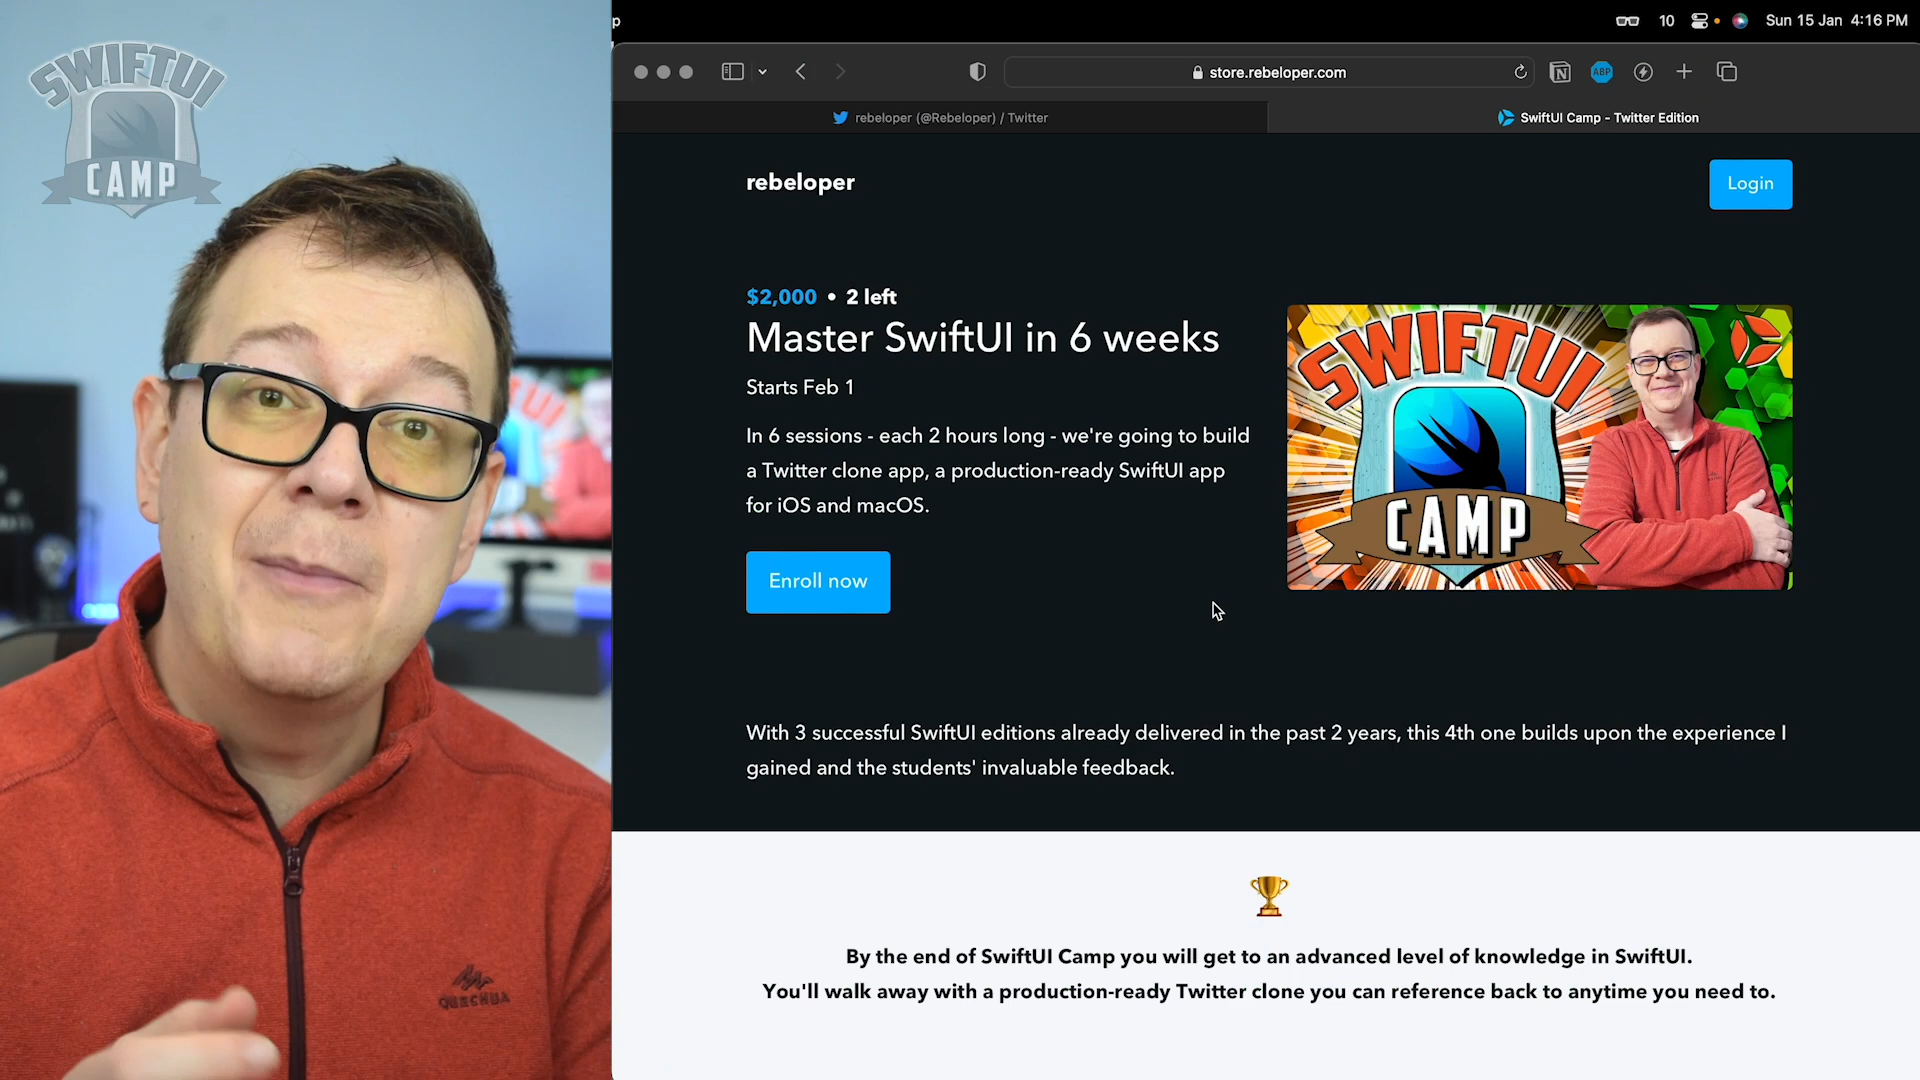 SWIFTUI
CAMP
p
10
Sun 15 Jan 4:16 PM
store.rebeloper.com
ABP
rebeloper (@Rebeloper) / Twitter
SwiftUI Camp - Twitter Edition
rebeloper
Login
$2,000 • 2 left
Master SwiftUI in 6 weeks
Starts Feb 1
In 6 sessions - each 2 hours long - we're going to build
a Twitter clone app, a production-ready SwiftUI app
for iOS and macOS.
Enroll now
SWIFTUI
CAMP
With 3 successful SwiftUI editions already delivered in the past 2 years, this 4th one builds upon the experience I
gained and the students' invaluable feedback.
By the end of SwiftUI Camp you will get to an advanced level of knowledge in SwiftUI.
You'll walk away with a production-ready Twitter clone you can reference back to anytime you need to.
QUECHUA